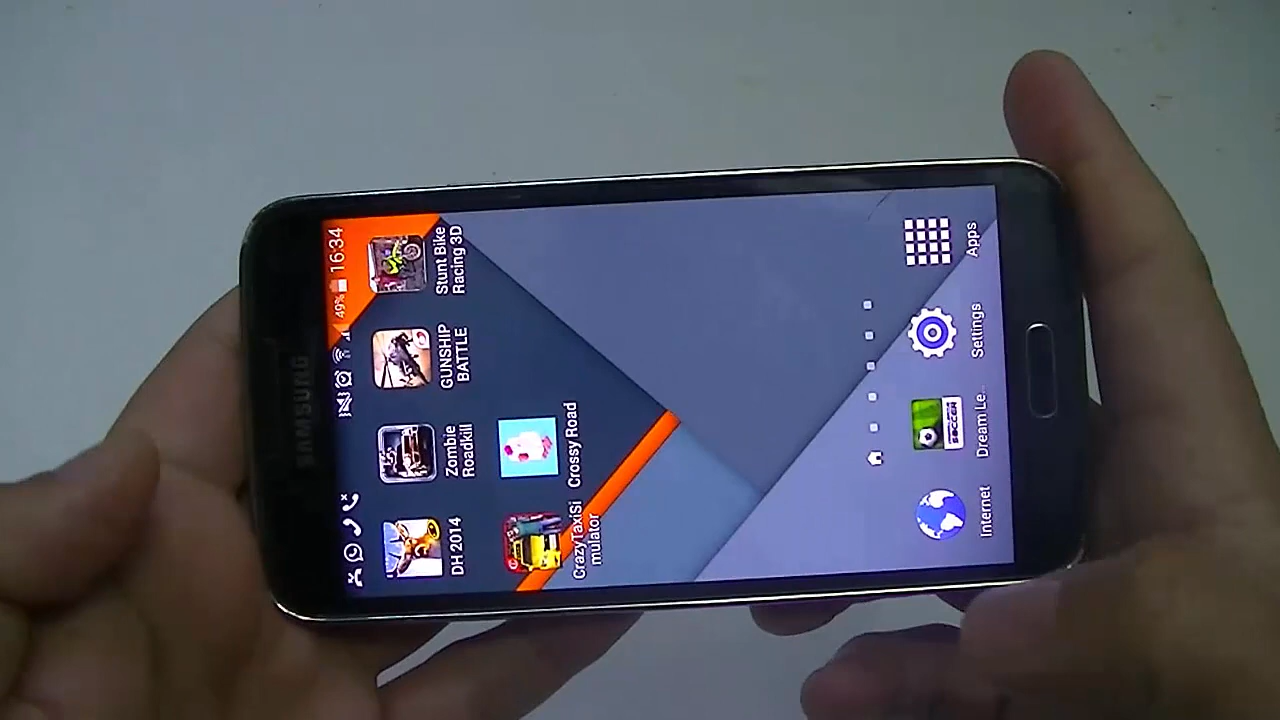 SAMSUNG
49% 16:34
DH 2014
Zombie
Roadkill
GUNSHIP
BATTLE
Stunt Bike
Racing 3D
CrazyTaxiSi
mulator
Crossy Road
Internet
Dream Le...
SOCCER
Settings
Apps